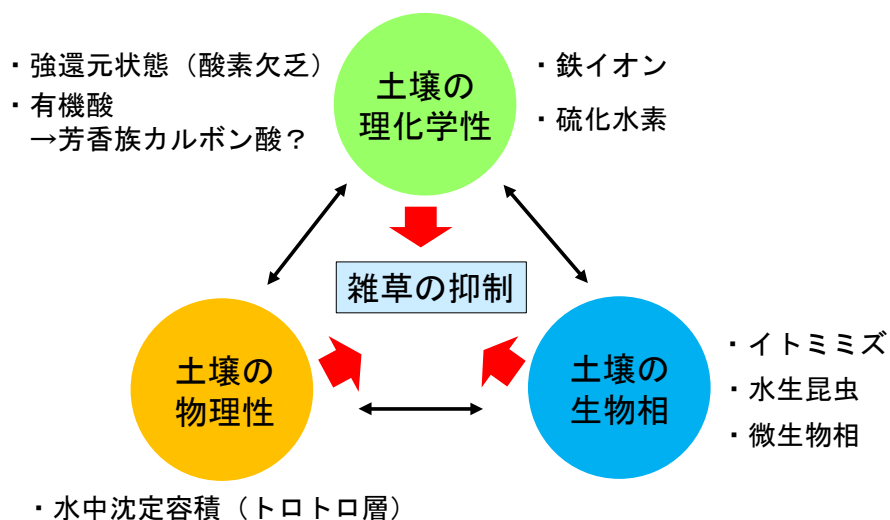 ・強還元状態（酸素欠乏）
・有機酸
→芳香族カルボン酸？
土壌の
理化学性
・鉄イオン
・硫化水素
雑草の抑制
土壌の
物理性
土壌の
生物相
・イトミミズ
・水生昆虫
・微生物相
・水中沈定容積（トロトロ層）